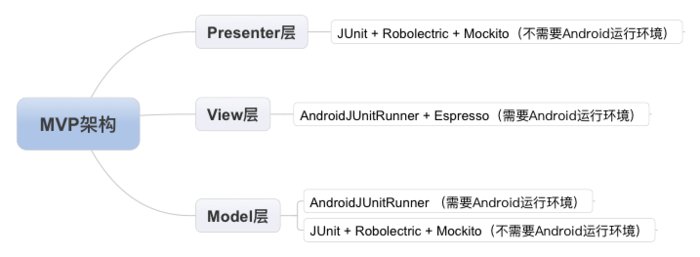 Presenter层
JUnit + Robolectric + Mockito（不需要Android运行环境）
MVP架构
View层
AndroidJUnitRunner + Espresso（需要Android运行环境）
Model层
AndroidJUnitRunner （需要Android运行环境）
JUnit + Robolectric + Mockito（不需要Android运行环境）